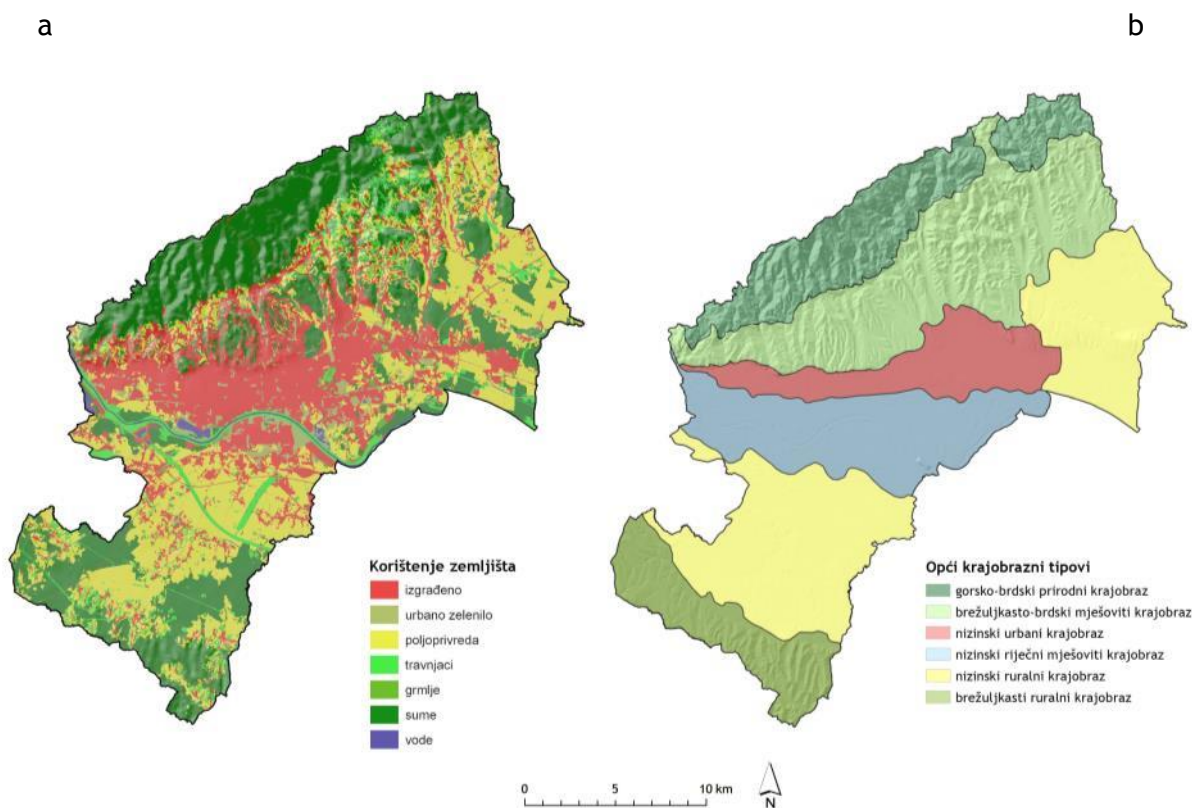 a
b
Korištenje zemljišta
izgrađeno
urbano zelenilo
poljoprivreda
travnjaci
grmlje
sume
vode
Opći krajobrazni tipovi
gorsko-brdski prirodni krajobraz
brežuljkasto-brdski mješoviti krajobraz
nizinski urbani krajobraz
nizinski riječni mješoviti krajobraz
nizinski ruralni krajobraz
brežuljkasti ruralni krajobraz
0 5 10 km
N